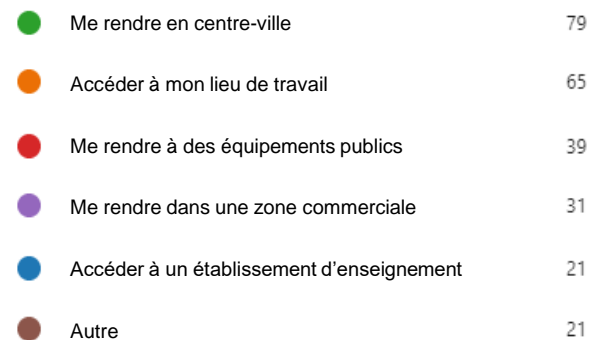 Me rendre en centre-ville 79
Accéder à mon lieu de travail 65
Me rendre à des équipements publics 39
Me rendre dans une zone commerciale 31
Accéder à un établissement d’enseignement 21
Autre 21